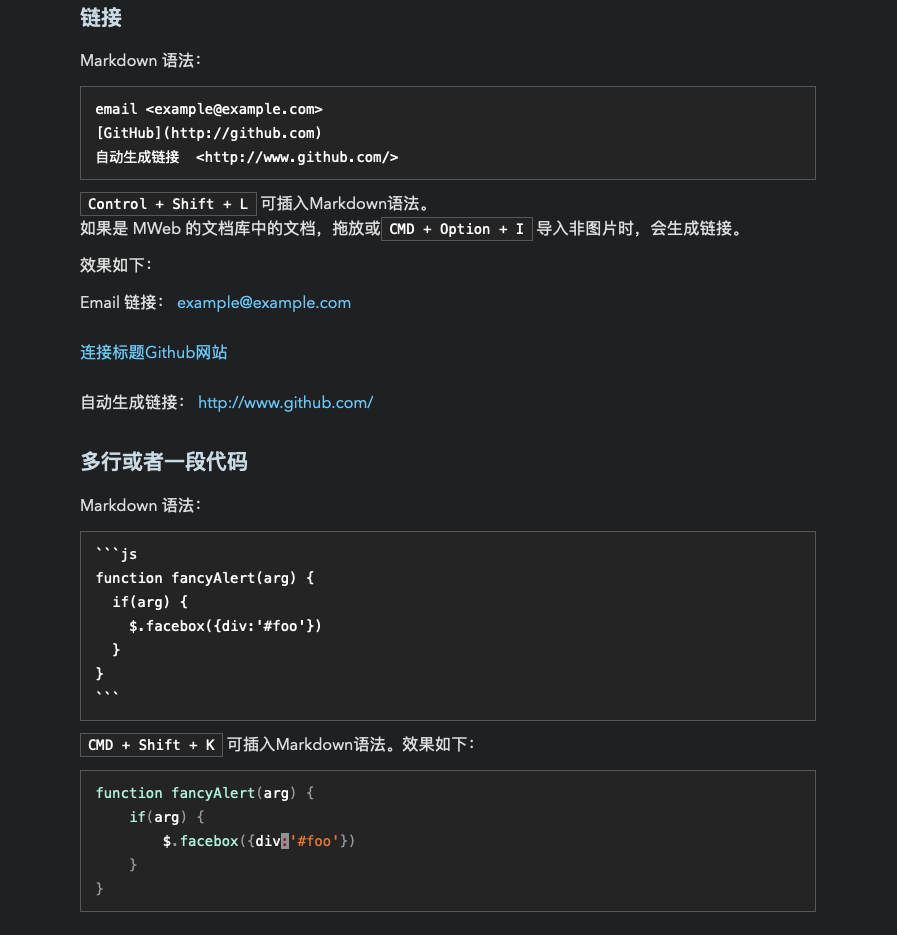 链接
Markdown 语法：
email <example@example.com>
[GitHub](http://github.com)
自动生成链接  <http://www.github.com/>
Control + Shift + L 可插入Markdown语法。
如果是 MWeb 的文档库中的文档，拖放或 CMD + Option + I 导入非图片时，会生成链接。
效果如下：
Email 链接： example@example.com
连接标题Github网站
自动生成链接： http://www.github.com/
多行或者一段代码
Markdown 语法：
```js
function fancyAlert(arg) {
  if(arg) {
    $.facebox({div:'#foo'})
  }
}
```
CMD + Shift + K 可插入Markdown语法。效果如下：
function fancyAlert(arg) {
    if(arg) {
        $.facebox({div:'#foo'})
    }
}